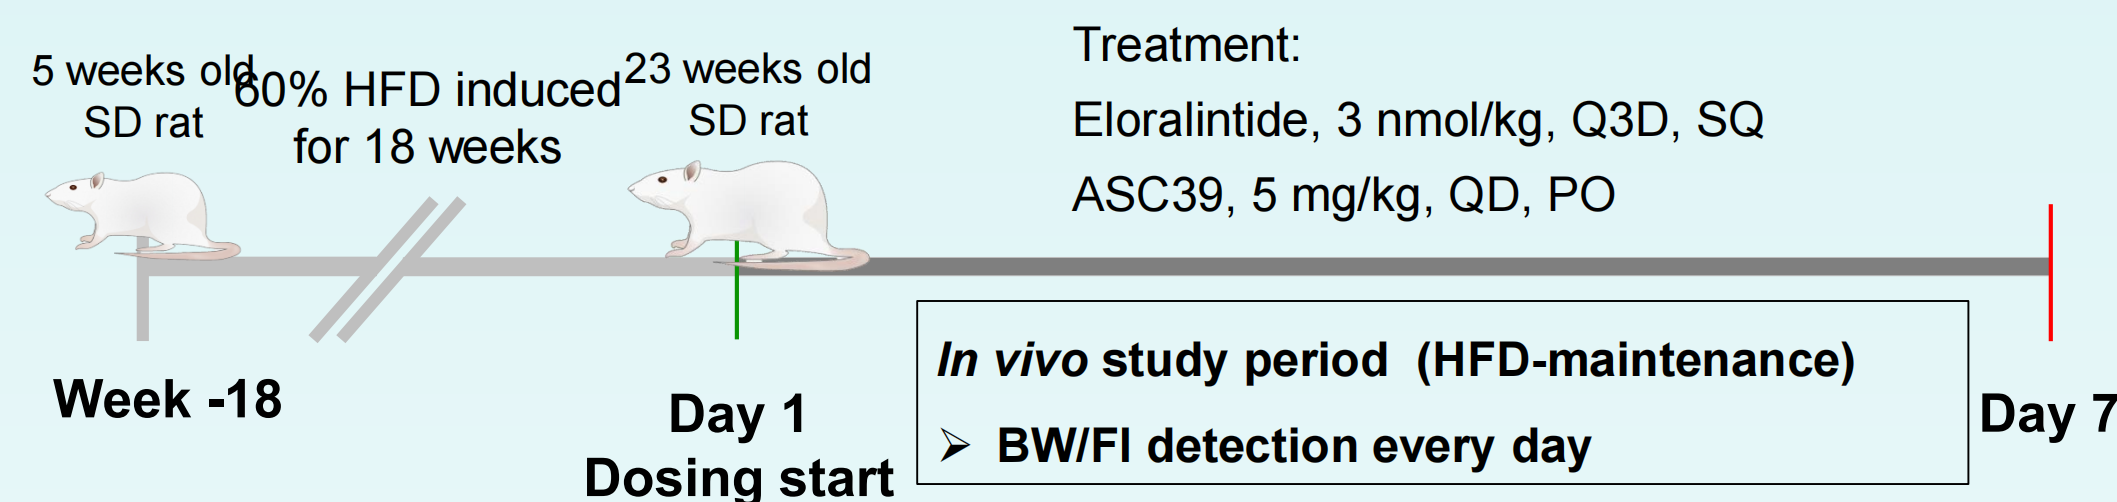 5 weeks old
SD rat
60% HFD induced
for 18 weeks
23 weeks old
SD rat
Treatment:
Eloralintide, 3 nmol/kg, Q3D, SQ
ASC39, 5 mg/kg, QD, PO
Week -18
Day 1
Dosing start
In vivo study period (HFD-maintenance)
➢ BW/FI detection every day
Day 7